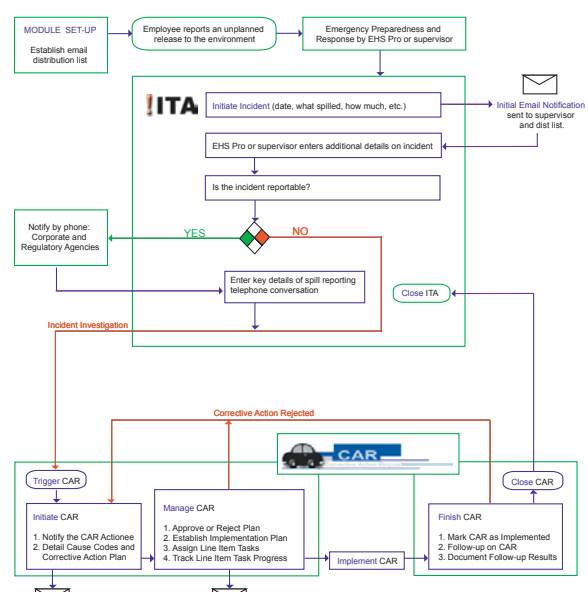 MODULE SET-UP
Establish email
distribution list
Employee reports an unplanned
release to the environment
Emergency Preparedness and
Response by EHS Pro or supervisor
!ITA
Initiate Incident (date, what spilled, how much, etc.)
Initial Email Notification
sent to supervisor
and dist list.
EHS Pro or supervisor enters additional details on incident
Is the incident reportable?
YES
NO
Notify by phone:
Corporate and
Regulatory Agencies
Enter key details of spill reporting
telephone conversation
Close ITA
Incident Investigation
Corrective Action Rejected
CAR
Corrective Action Request
Trigger CAR
Close CAR
Initiate CAR
1. Notify the CAR Actionee
2. Detail Cause Codes and
Corrective Action Plan
Manage CAR
1. Approve or Reject Plan
2. Establish Implementation Plan
3. Assign Line Item Tasks
4. Track Line Item Task Progress
Implement CAR
Finish CAR
1. Mark CAR as Implemented
2. Follow-up on CAR
3. Document Follow-up Results